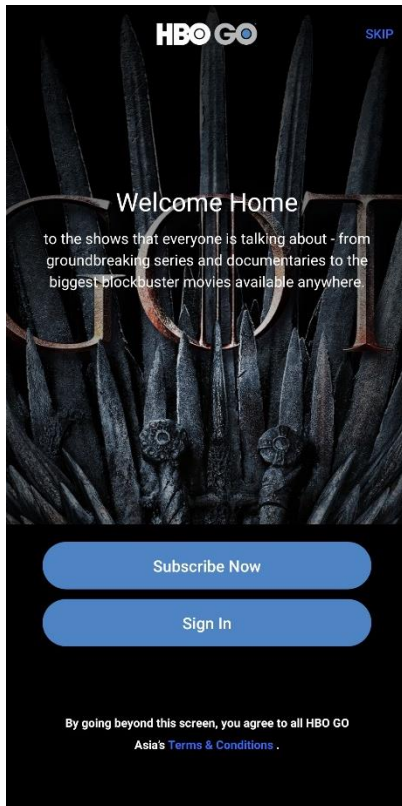 HBO GO
SKIP
GOT
Welcome Home
to the shows that everyone is talking about - from
groundbreaking series and documentaries to the
biggest blockbuster movies available anywhere.
Subscribe Now
Sign In
By going beyond this screen, you agree to all HBO GO
Asia's Terms & Conditions .